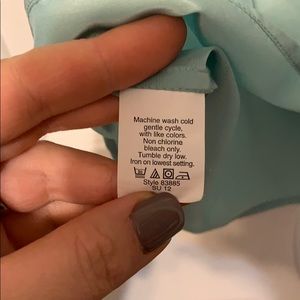 Machine wash cold
gentle cycle,
with like colors.
Non chlorine
bleach only.
Tumble dry low.
Iron on lowest setting.
Style 83885
SU 12